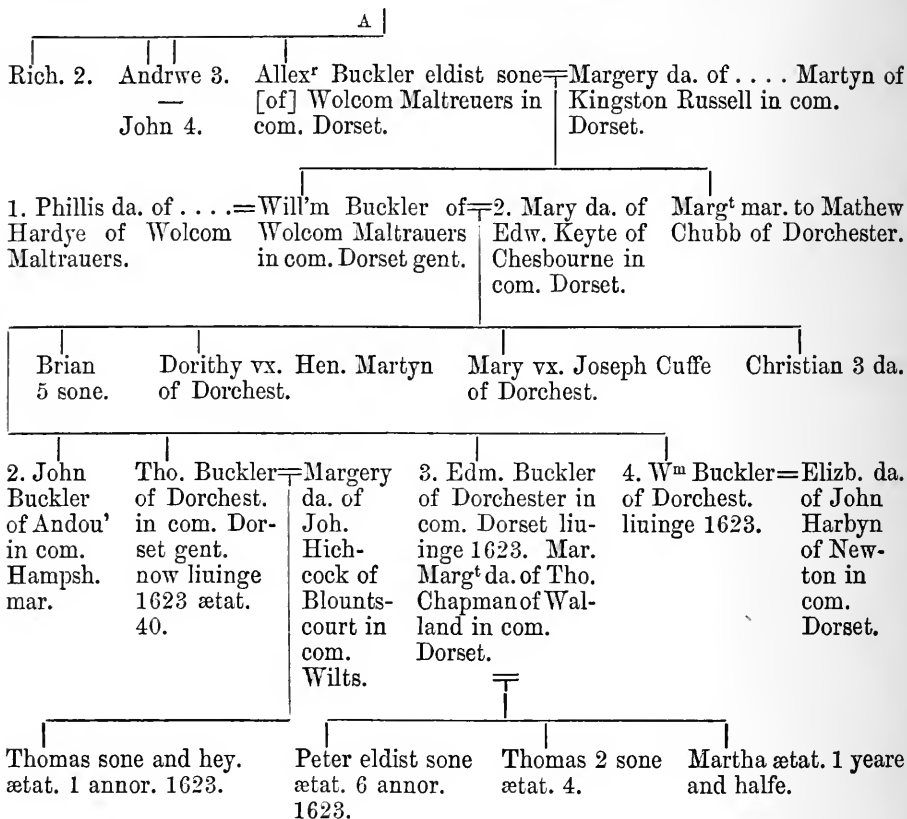 A
Rich. 2.
Andrwe 3.
—
John 4.
Allexʳ Buckler eldist sone
[of] Wolcom Maltreuers in
com. Dorset.
Margery da. of . . . . Martyn of
Kingston Russell in com.
Dorset.
1. Phillis da. of . . . .
Hardye of Wolcom
Maltrauers.
Will'm Buckler of
Wolcom Maltrauers
in com. Dorset gent.
2. Mary da. of
Edw. Keyte of
Chesbourne in
com. Dorset.
Margᵗ mar. to Mathew
Chubb of Dorchester.
Brian
5 sone.
Dorithy vx. Hen. Martyn
of Dorchest.
Mary vx. Joseph Cuffe
of Dorchest.
Christian 3 da.
2. John
Buckler
of Andou'
in com.
Hampsh.
mar.
Tho. Buckler
of Dorchest.
in com. Dor-
set gent.
now liuinge
1623 ætat.
40.
Margery
da. of
Joh.
Hich-
cock of
Blounts-
court in
com.
Wilts.
3. Edm. Buckler
of Dorchester in
com. Dorset liu-
inge 1623. Mar.
Margᵗ da. of Tho.
Chapman of Wal-
land in com.
Dorset.
4. Wᵐ Buckler
of Dorchest.
liuinge 1623.
Elizb. da.
of John
Harbyn
of New-
ton in
com.
Dorset.
Thomas sone and hey.
ætat. 1 annor. 1623.
Peter eldist sone
ætat. 6 annor.
1623.
Thomas 2 sone
ætat. 4.
Martha ætat. 1 yeare
and halfe.